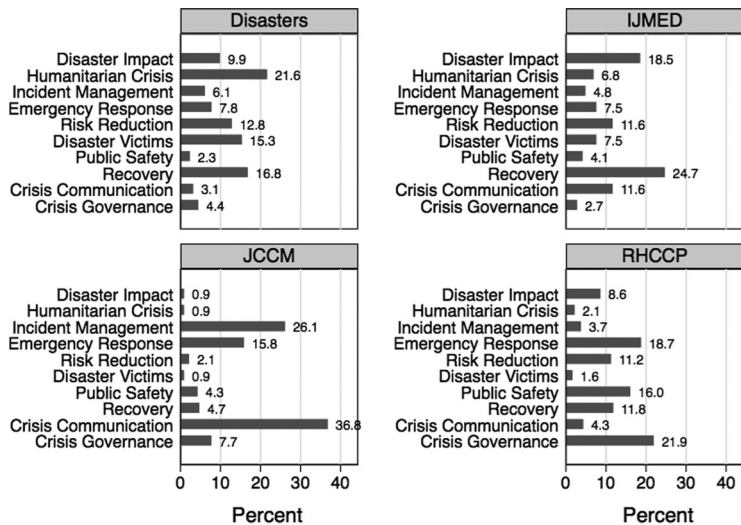 Disasters
Disaster Impact 9.9
Humanitarian Crisis 21.6
Incident Management 6.1
Emergency Response 7.8
Risk Reduction 12.8
Disaster Victims 15.3
Public Safety 2.3
Recovery 16.8
Crisis Communication 3.1
Crisis Governance 4.4
IJMED
Disaster Impact 18.5
Humanitarian Crisis 6.8
Incident Management 4.8
Emergency Response 7.5
Risk Reduction 11.6
Disaster Victims 7.5
Public Safety 4.1
Recovery 24.7
Crisis Communication 11.6
Crisis Governance 2.7
JCCM
Disaster Impact 0.9
Humanitarian Crisis 0.9
Incident Management 26.1
Emergency Response 15.8
Risk Reduction 2.1
Disaster Victims 0.9
Public Safety 4.3
Recovery 4.7
Crisis Communication 36.8
Crisis Governance 7.7
0 10 20 30 40
Percent
RHCCP
Disaster Impact 8.6
Humanitarian Crisis 2.1
Incident Management 3.7
Emergency Response 18.7
Risk Reduction 11.2
Disaster Victims 1.6
Public Safety 16.0
Recovery 11.8
Crisis Communication 4.3
Crisis Governance 21.9
0 10 20 30 40
Percent